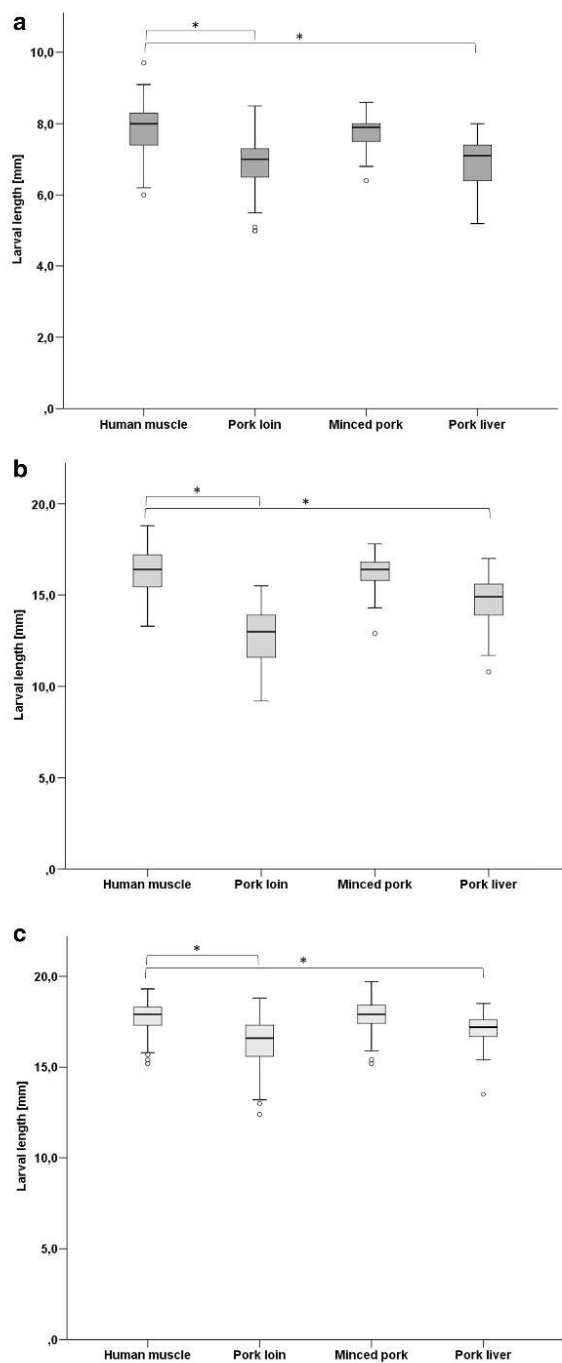 a
*
*
10,0
8,0
6,0
4,0
2,0
,0
Larval length [mm]
Human muscle Pork loin Minced pork Pork liver
b
*
*
20,0
15,0
10,0
5,0
,0
Larval length [mm]
Human muscle Pork loin Minced pork Pork liver
c
*
*
20,0
15,0
10,0
5,0
,0
Larval length [mm]
Human muscle Pork loin Minced pork Pork liver